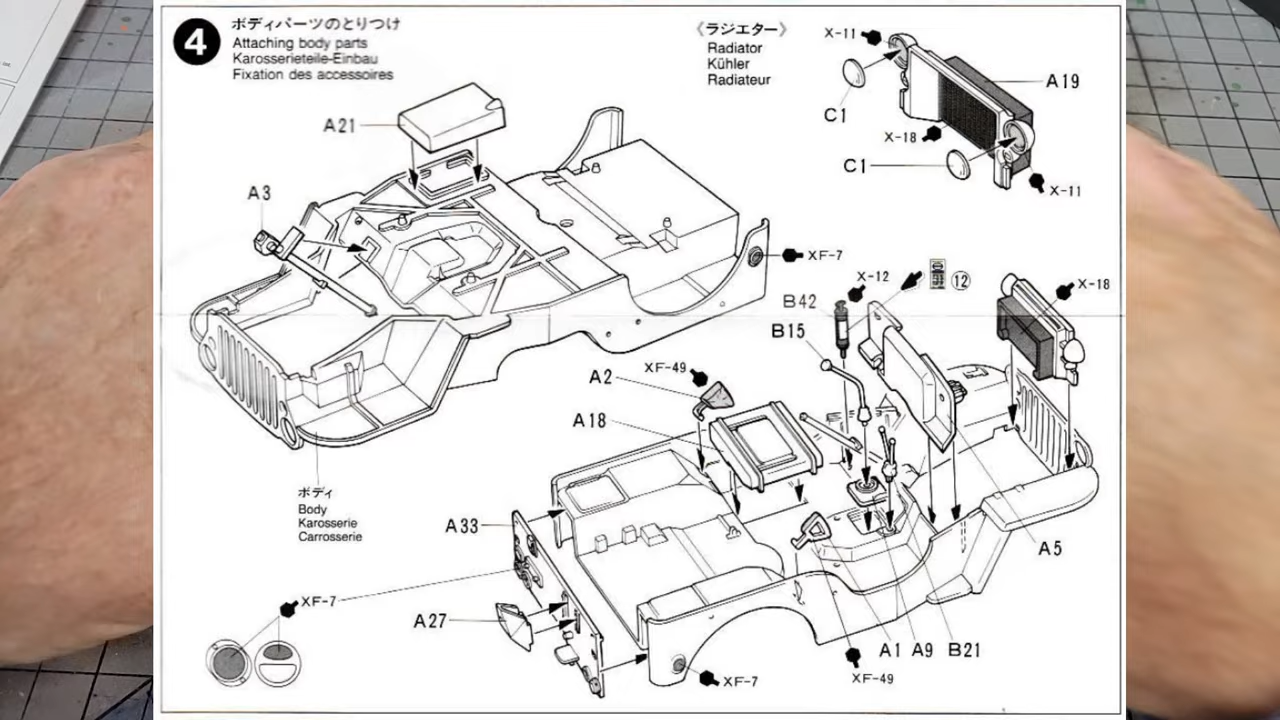 4
ボディパーツのとりつけ
Attaching body parts
Karosserieteile-Einbau
Fixation des accessoires
《ラジエター》
Radiator
Kühler
Radiateur
X-11
A19
C1
X-18
C1
X-11
A21
A3
XF-7
X-12
⑫
X-18
B42
B15
XF-49
A2
A18
ボディ
Body
Karosserie
Carrosserie
A33
A5
XF-7
A27
A1 A9 B21
XF-49
XF-7